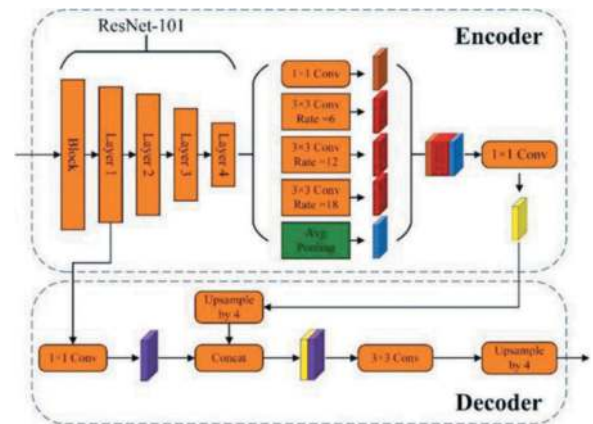 ResNet-101
Encoder
Block
Layer 1
Layer 2
Layer 3
Layer 4
1×1 Conv
3×3 Conv
Rate =6
3×3 Conv
Rate =12
3×3 Conv
Rate =18
Avg
Pooling
1×1 Conv
Upsample
by 4
1×1 Conv
Concat
3×3 Conv
Upsample
by 4
Decoder